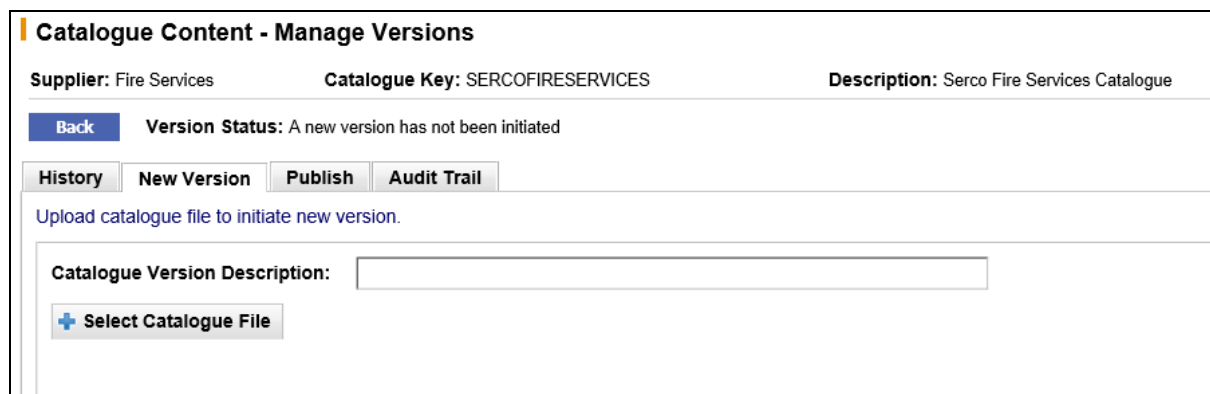 Catalogue Content - Manage Versions
Supplier: Fire Services Catalogue Key: SERCOFIRESERVICES Description: Serco Fire Services Catalogue
Back Version Status: A new version has not been initiated
History New Version Publish Audit Trail
Upload catalogue file to initiate new version.
Catalogue Version Description:
Select Catalogue File